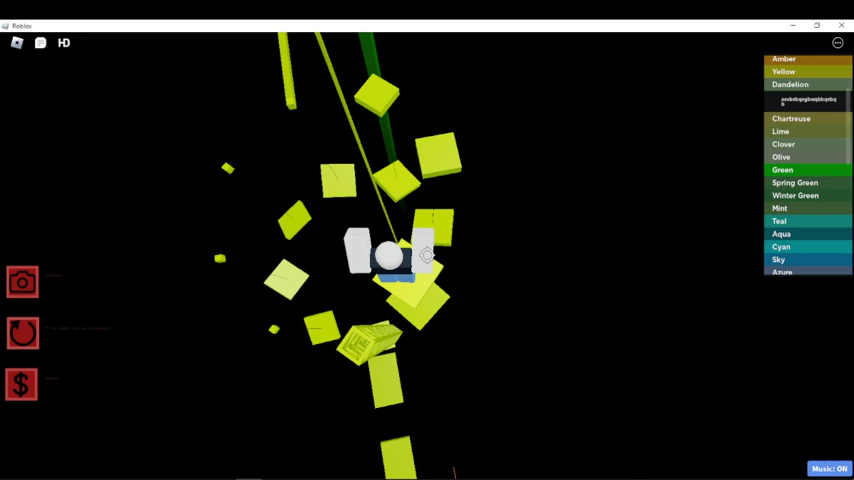 Roblox
HD
Amber
Yellow
Dandelion
Chartreuse
Lime
Clover
Olive
Green
Spring Green
Winter Green
Mint
Teal
Aqua
Cyan
Sky
Azure
$
Music: ON